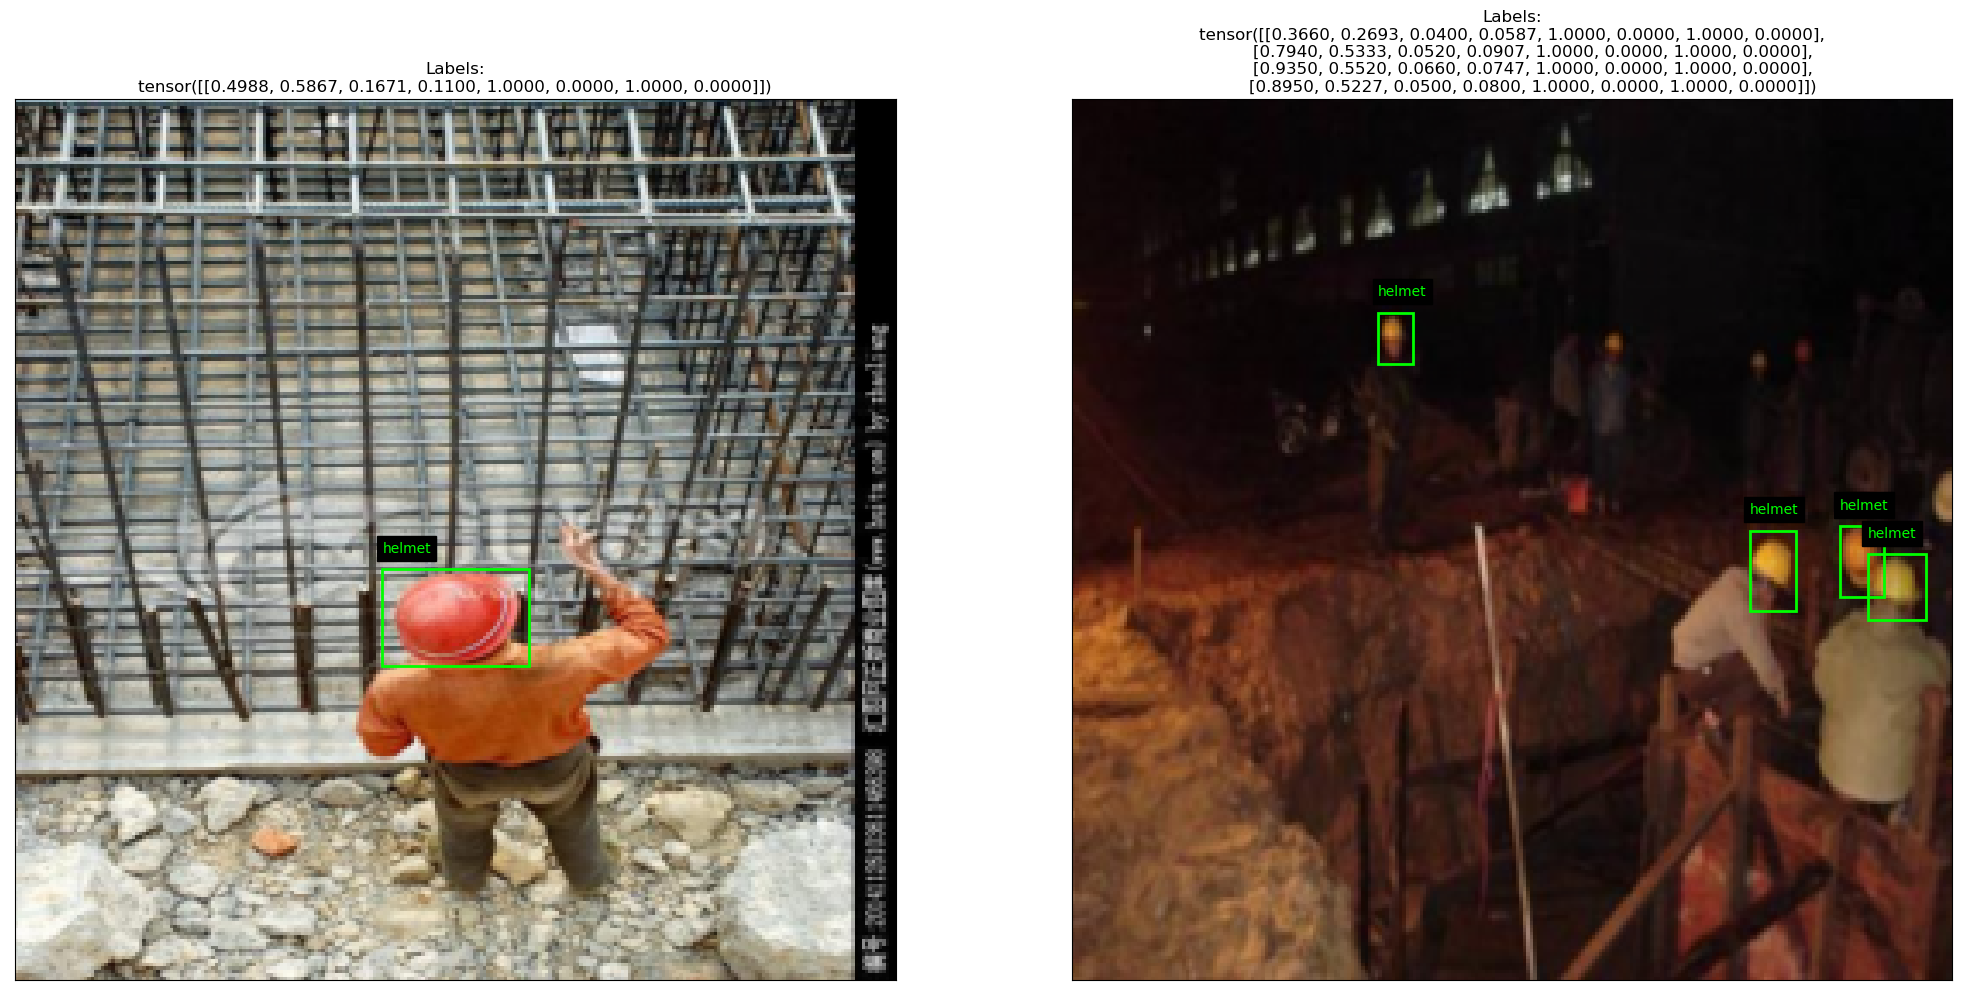 Labels:
tensor([[0.4988, 0.5867, 0.1671, 0.1100, 1.0000, 0.0000, 1.0000, 0.0000]])
helmet
Labels:
tensor([[0.3660, 0.2693, 0.0400, 0.0587, 1.0000, 0.0000, 1.0000, 0.0000],
[0.7940, 0.5333, 0.0520, 0.0907, 1.0000, 0.0000, 1.0000, 0.0000],
[0.9350, 0.5520, 0.0660, 0.0747, 1.0000, 0.0000, 1.0000, 0.0000],
[0.8950, 0.5227, 0.0500, 0.0800, 1.0000, 0.0000, 1.0000, 0.0000]])
helmet
helmet
helmet
helmet